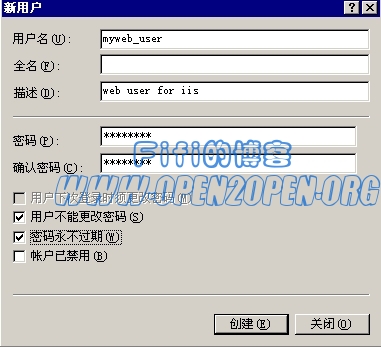 新用户
用户名(U): myweb_user
全名(F):
描述(D): web user for iis
密码(P): ********
Fifi的博客
确认密码(C): ********
WWW.OPEN2OPEN.ORG
用户下次登录时须更改密码(M)
用户不能更改密码(S)
密码永不过期(W)
帐户已禁用(B)
创建(E) 关闭(O)